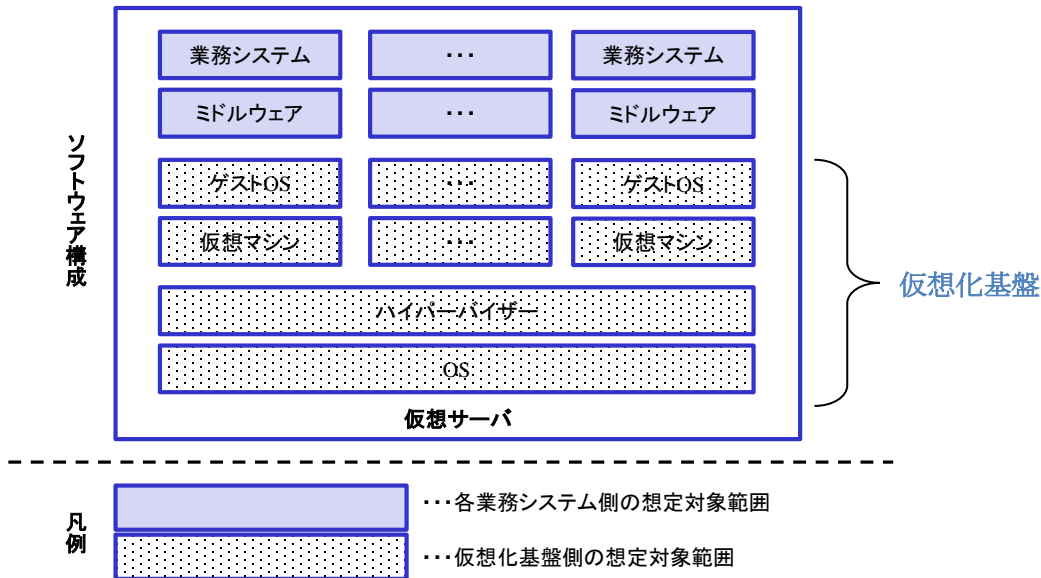 業務システム
・・・
業務システム
ミドルウェア
・・・
ミドルウェア
ソフトウェア構成
ゲストOS
・・・
ゲストOS
仮想マシン
・・・
仮想マシン
仮想化基盤
ハイパーバイザー
OS
仮想サーバ
凡例
・・・各業務システム側の想定対象範囲
・・・仮想化基盤側の想定対象範囲